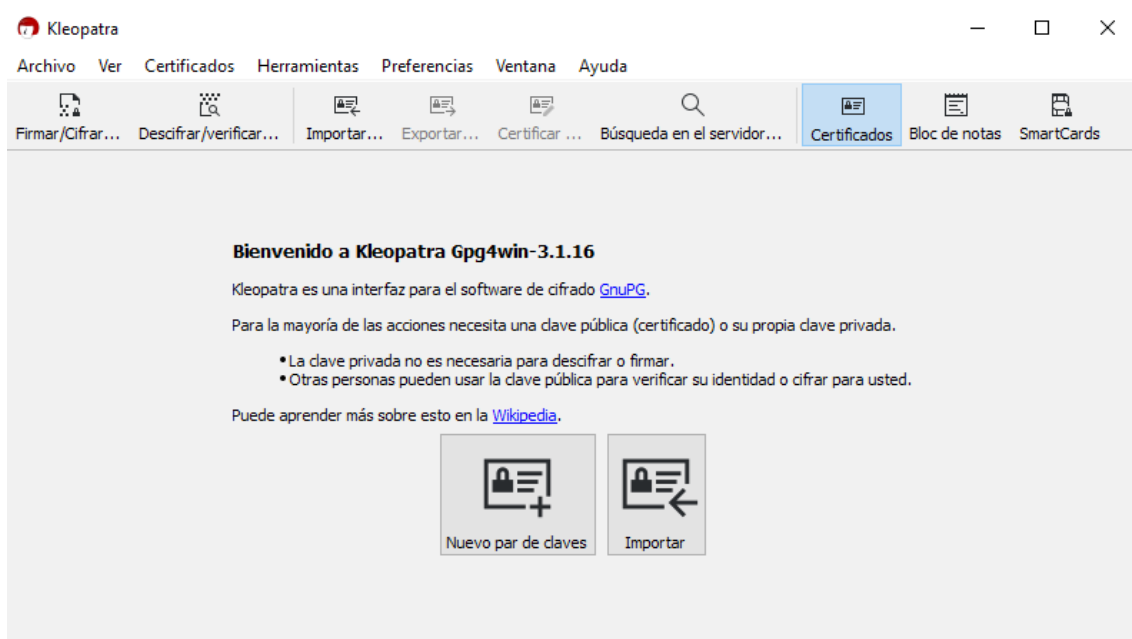 Kleopatra
Archivo Ver Certificados Herramientas Preferencias Ventana Ayuda
Firmar/Cifrar... Descifrar/verificar... Importar... Exportar... Certificar ... Búsqueda en el servidor... Certificados Bloc de notas SmartCards
Bienvenido a Kleopatra Gpg4win-3.1.16
Kleopatra es una interfaz para el software de cifrado GnuPG.
Para la mayoría de las acciones necesita una clave pública (certificado) o su propia clave privada.
•La clave privada no es necesaria para descifrar o firmar.
•Otras personas pueden usar la clave pública para verificar su identidad o cifrar para usted.
Puede aprender más sobre esto en la Wikipedia.
Nuevo par de claves Importar